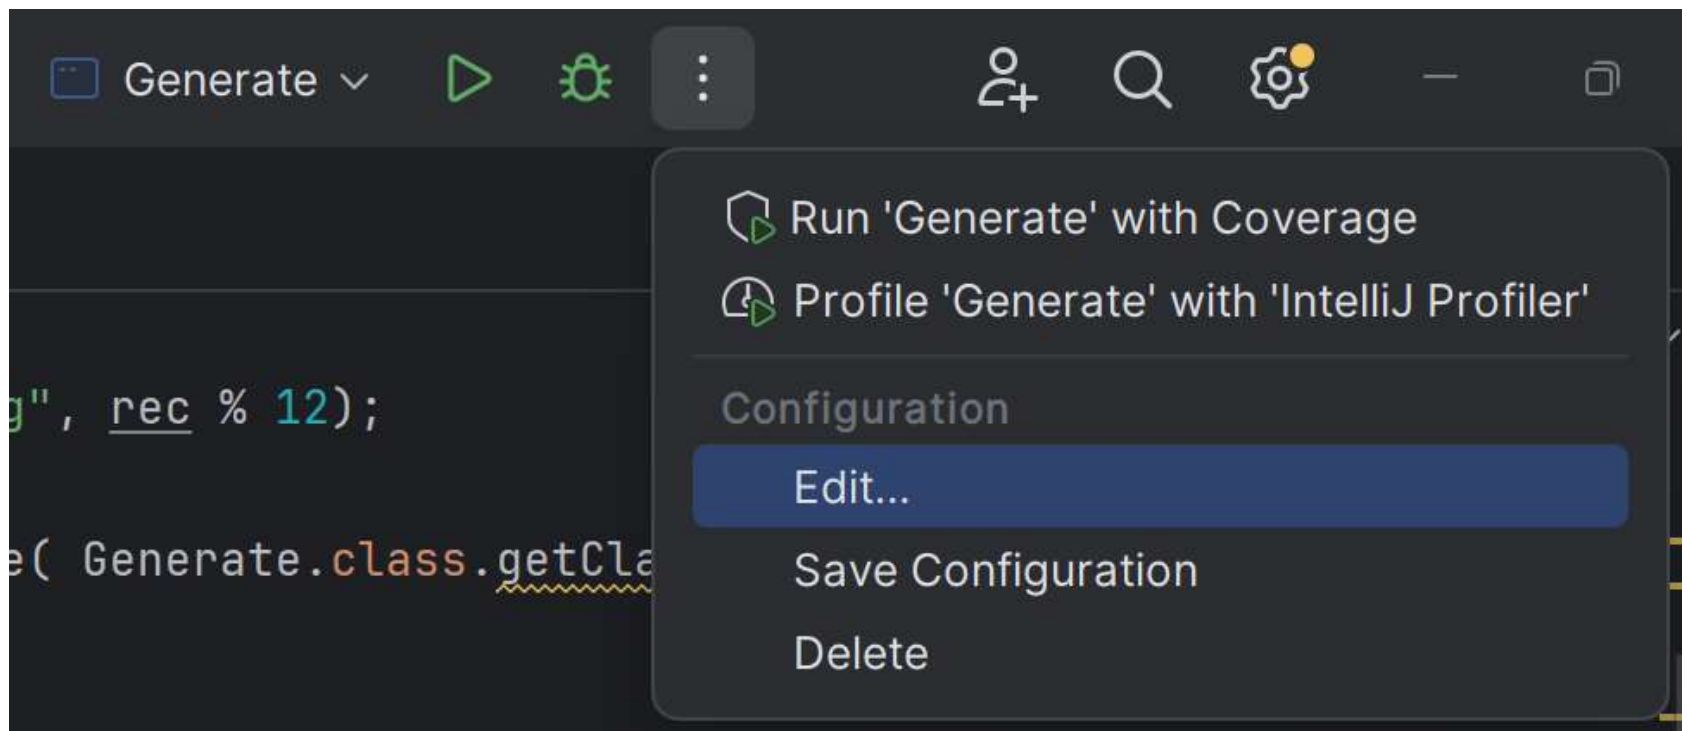 Generate
Run 'Generate' with Coverage
Profile 'Generate' with 'IntelliJ Profiler'
Configuration
Edit...
Save Configuration
Delete
g", rec % 12);
e( Generate.class.getCla